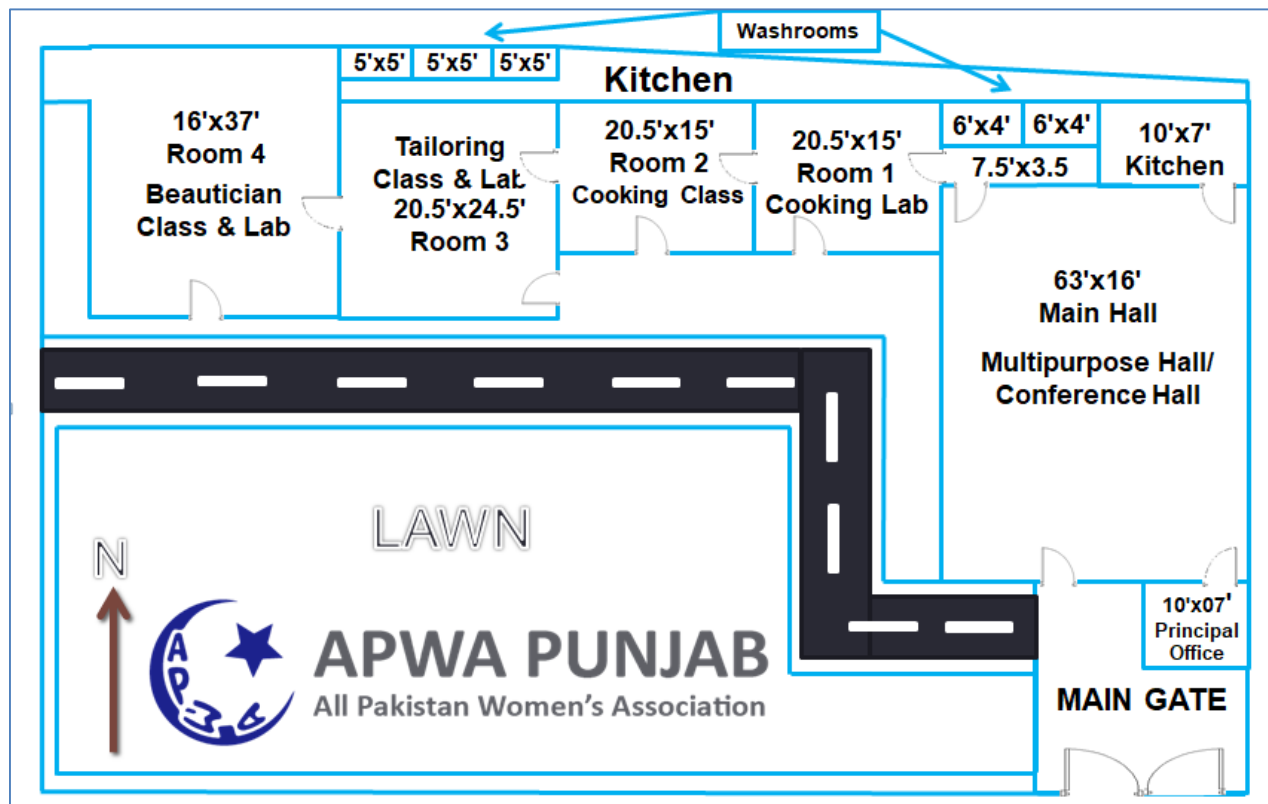 Washrooms
5'x5'
5'x5'
5'x5'
Kitchen
16'x37'
Room 4
Beautician
Class & Lab
Tailoring
Class & Lab
20.5'x24.5'
Room 3
20.5'x15'
Room 2
Cooking Class
20.5'x15'
Room 1
Cooking Lab
6'x4'
6'x4'
7.5'x3.5
10'x7'
Kitchen
63'x16'
Main Hall
Multipurpose Hall/
Conference Hall
LAWN
N
APWA
APWA PUNJAB
All Pakistan Women's Association
10'x07'
Principal
Office
MAIN GATE